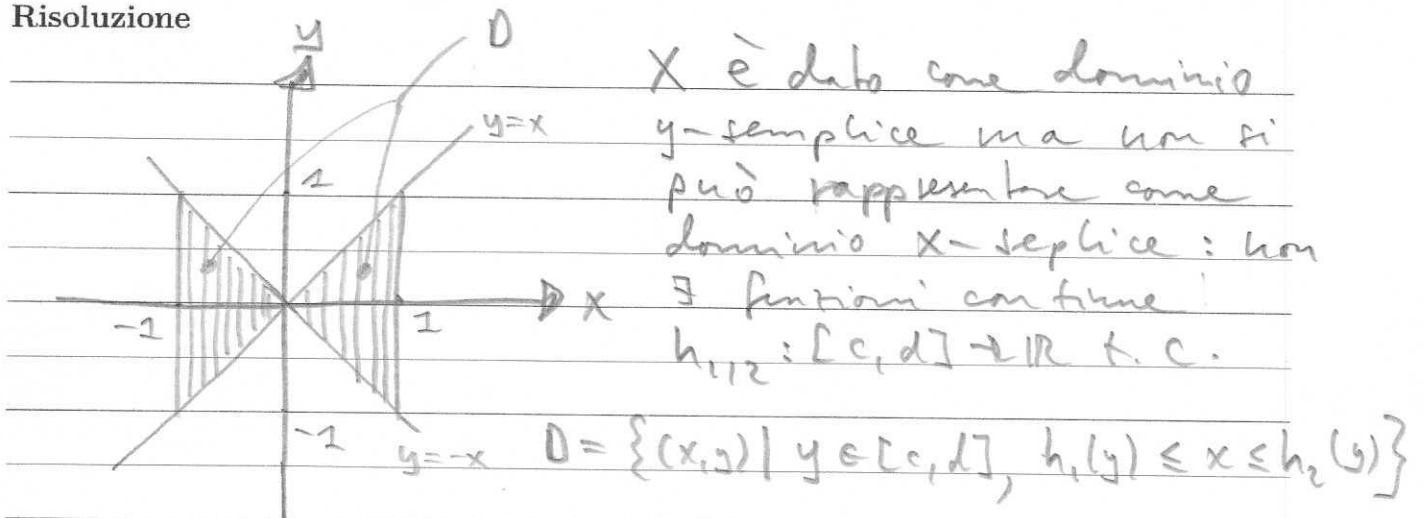 Risoluzione
y
D
X è dato come dominio
y=x
y-semplice ma non si
1
può rappresentare come
dominio x-seplice: non
x
∃ funzioni continue
-1
1
h₁,₂: [c, d] → ℝ t. c.
-1
y=-x
D = {(x,y) | y ∈ [c, d], h₁(y) ≤ x ≤ h₂(y)}